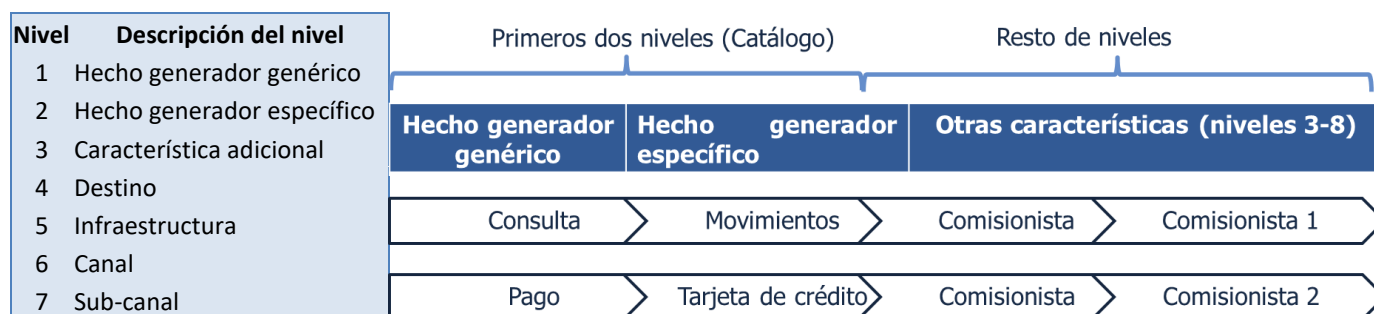 Nivel Descripción del nivel
1 Hecho generador genérico
2 Hecho generador específico
3 Característica adicional
4 Destino
5 Infraestructura
6 Canal
7 Sub-canal
Primeros dos niveles (Catálogo) Resto de niveles
Hecho generador genérico
Hecho generador específico
Otras características (niveles 3-8)
Consulta Movimientos Comisionista Comisionista 1
Pago Tarjeta de crédito Comisionista Comisionista 2